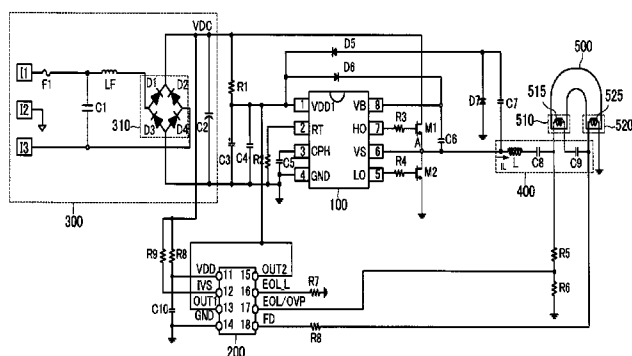 VDC
500
I1
F1
LF
D1
D2
310
D3
D4
C1
C2
I2
I3
300
R1
R2
C3
C4
C5
D5
D6
D7
C7
1 VDD1 VB 8
2 RT HO 7
3 CPH VS 6
4 GND LO 5
100
R3
M1
A
C6
R4
M2
515
525
510
520
IL
L
C8
C9
400
R9
R8
C10
VDD 11 15 OUT2
IVS 12 16 EOL_L
OUT1 13 17 EOL/OVP
GND 14 18 FD
200
R7
R5
R6
R8